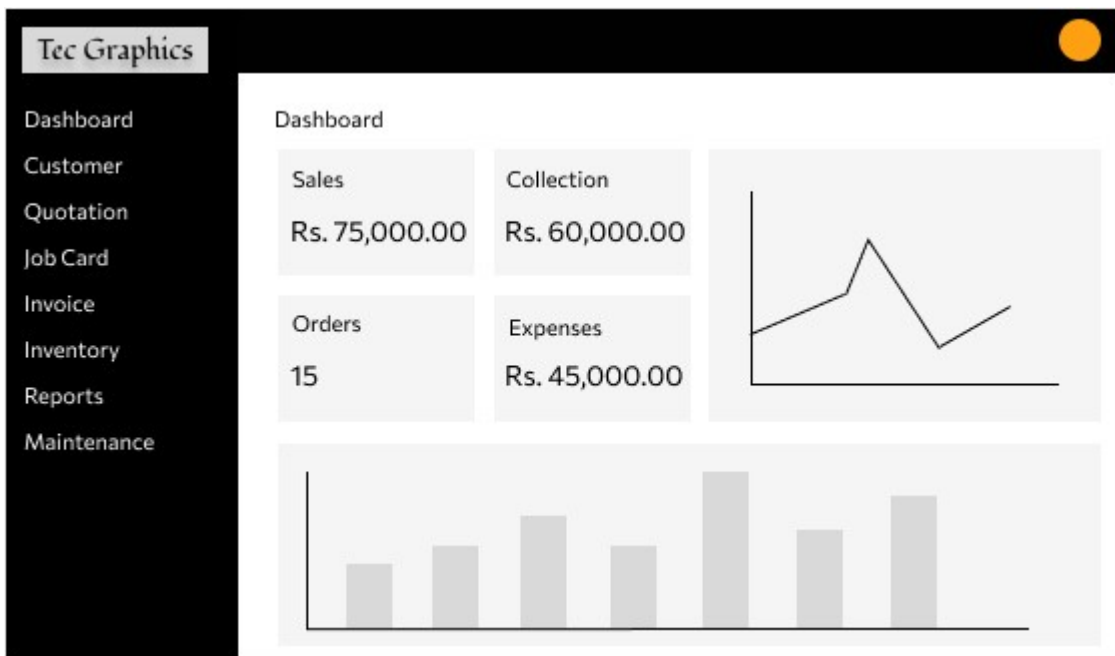 Tec Graphics
Dashboard
Customer
Quotation
Job Card
Invoice
Inventory
Reports
Maintenance
Dashboard
Sales
Rs. 75,000.00
Collection
Rs. 60,000.00
Orders
15
Expenses
Rs. 45,000.00